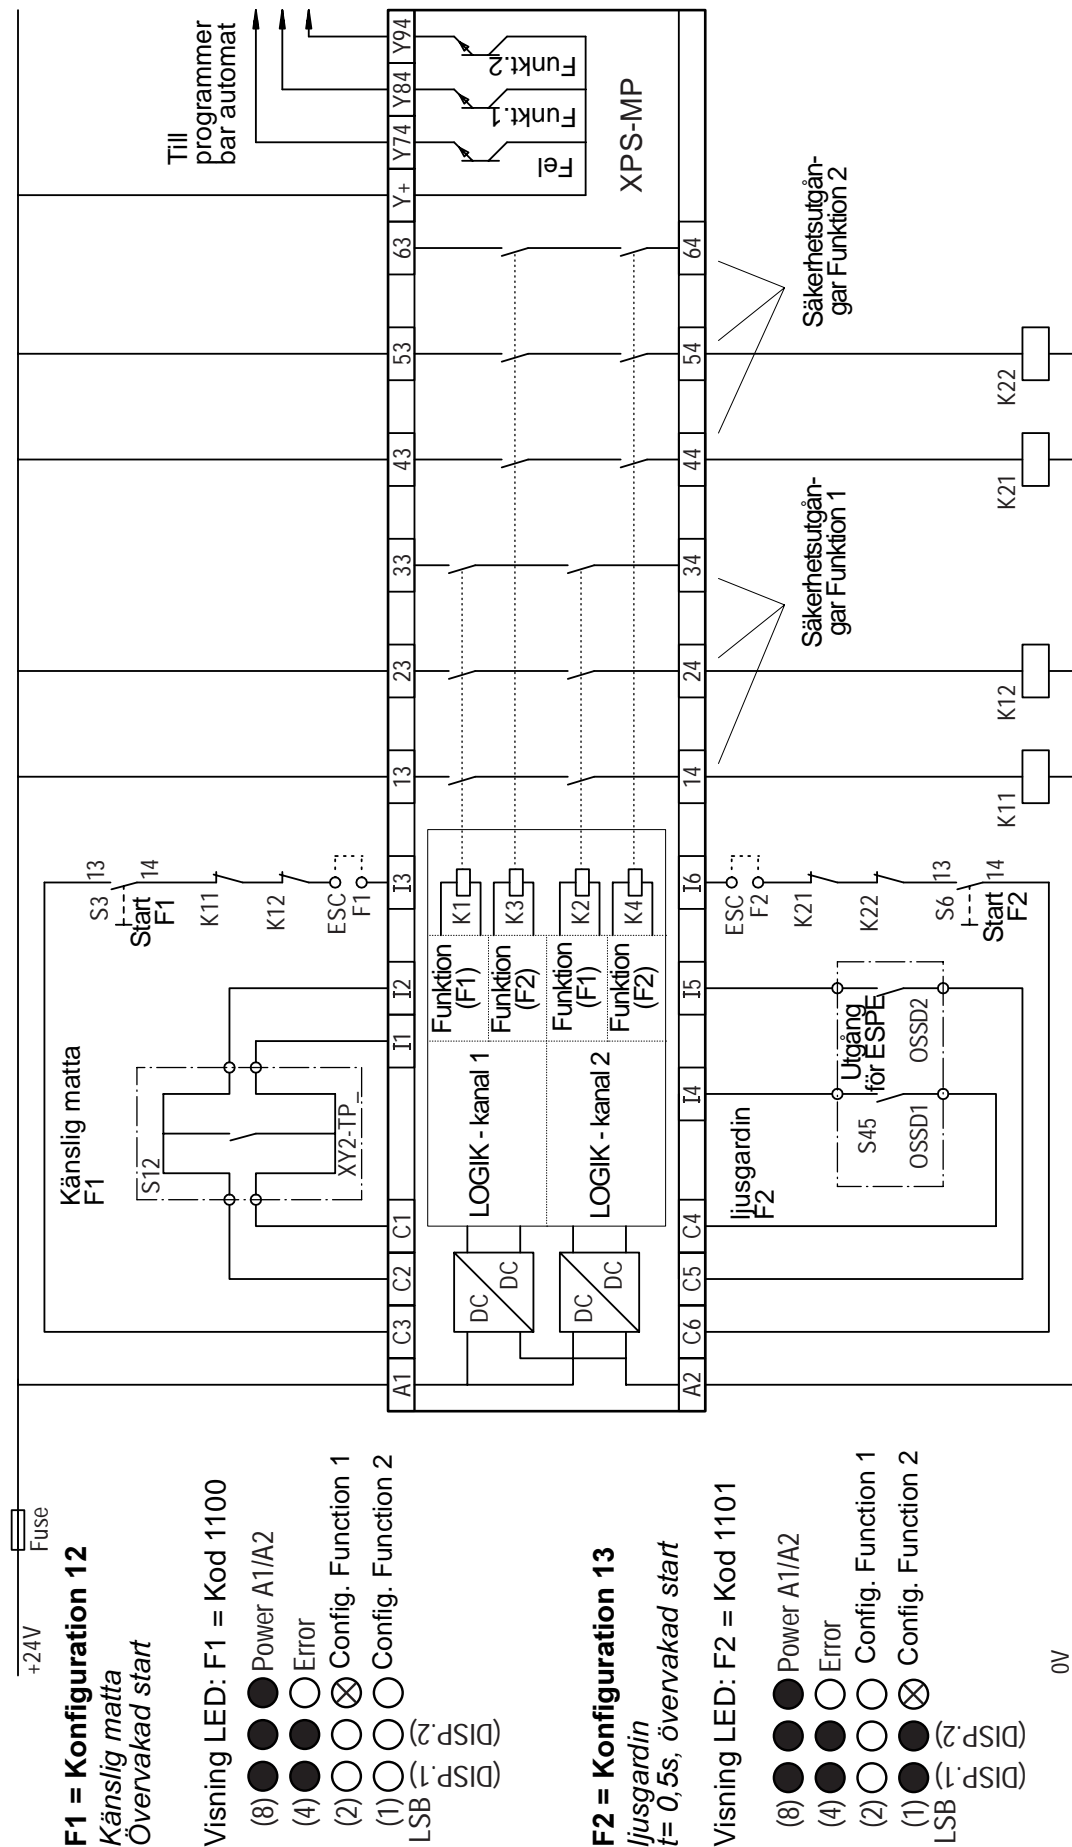 +24V
Fuse
F1 = Konfiguration 12
Känslig matta
Övervakad start
Visning LED: F1 = Kod 1100
(8) Power A1/A2
(4) Error
(2) Config. Function 1
(1) Config. Function 2
LSB (DISP.1) (DISP.2)
F2 = Konfiguration 13
ljusgardin
t= 0,5s, övervakad start
Visning LED: F2 = Kod 1101
(8) Power A1/A2
(4) Error
(2) Config. Function 1
(1) Config. Function 2
LSB (DISP.1) (DISP.2)
0V
Känslig matta
F1
S12
XY2-TP_
S3 13
14
Start
F1
K11
K12
ESC
F1
Till
programmer
bar automat
A1 C3 C2 C1 I1 I2 I3 13 23 33 43 53 63 Y+ Y74 Y84 Y94
DC
DC
DC
DC
LOGIK - kanal 1
LOGIK - kanal 2
Funktion
(F1)
Funktion
(F2)
Funktion
(F1)
Funktion
(F2)
K1
K3
K2
K4
Fel
Funkt.1
Funkt.2
XPS-MP
A2 C6 C5 C4 I4 I5 I6 14 24 34 44 54 64
ljusgardin
F2
S45
Utgång
för ESPE
OSSD1
OSSD2
ESC
F2
K21
K22
S6 13
14
Start
F2
Säkerhetsutgån-
gar Funktion 1
Säkerhetsutgån-
gar Funktion 2
K11
K12
K21
K22